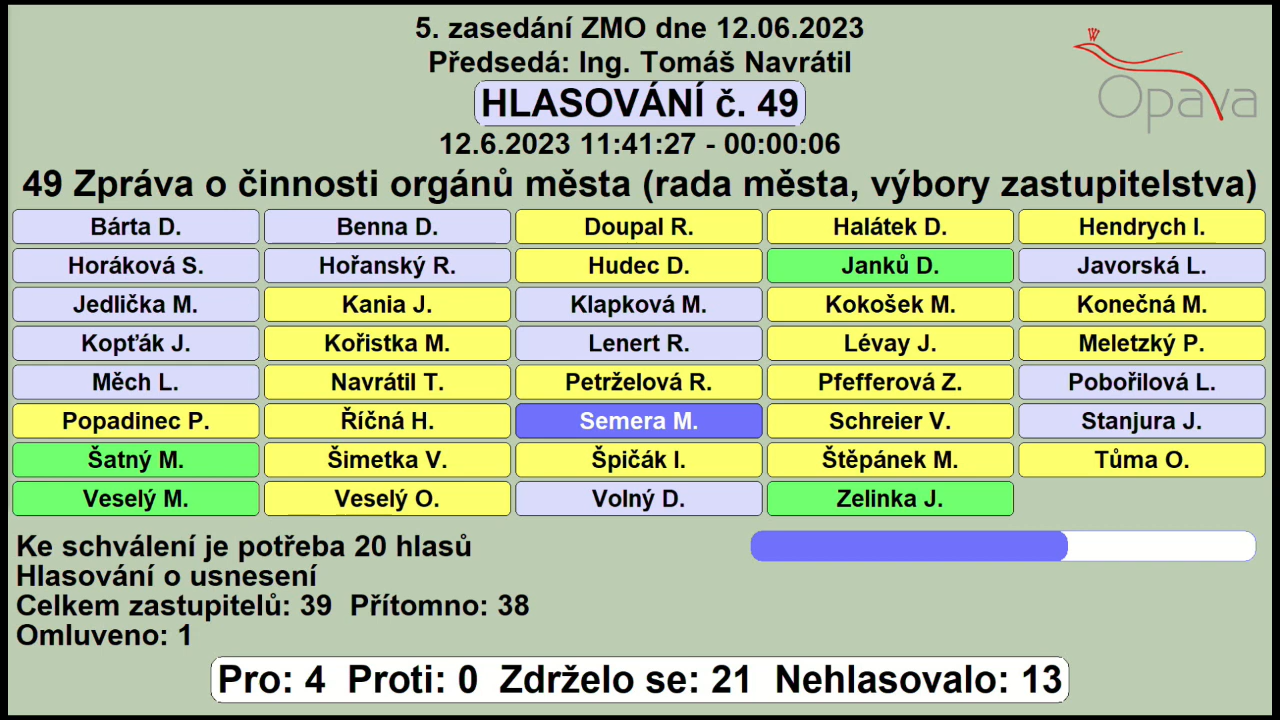 5. zasedání ZMO dne 12.06.2023
Předsedá: Ing. Tomáš Navrátil
HLASOVÁNÍ č. 49
Opava
12.6.2023 11:41:27 - 00:00:06
49 Zpráva o činnosti orgánů města (rada města, výbory zastupitelstva)
Bárta D. Benna D. Doupal R. Halátek D. Hendrych I.
Horáková S. Hořanský R. Hudec D. Janků D. Javorská L.
Jedlička M. Kania J. Klapková M. Kokošek M. Konečná M.
Kopťák J. Kořistka M. Lenert R. Lévay J. Meletzký P.
Měch L. Navrátil T. Petrželová R. Pfefferová Z. Pobořilová L.
Popadinec P. Říčná H. Semera M. Schreier V. Stanjura J.
Šatný M. Šimetka V. Špičák I. Štěpánek M. Tůma O.
Veselý M. Veselý O. Volný D. Zelinka J.
Ke schválení je potřeba 20 hlasů
Hlasování o usnesení
Celkem zastupitelů: 39 Přítomno: 38
Omluveno: 1
Pro: 4 Proti: 0 Zdrželo se: 21 Nehlasovalo: 13